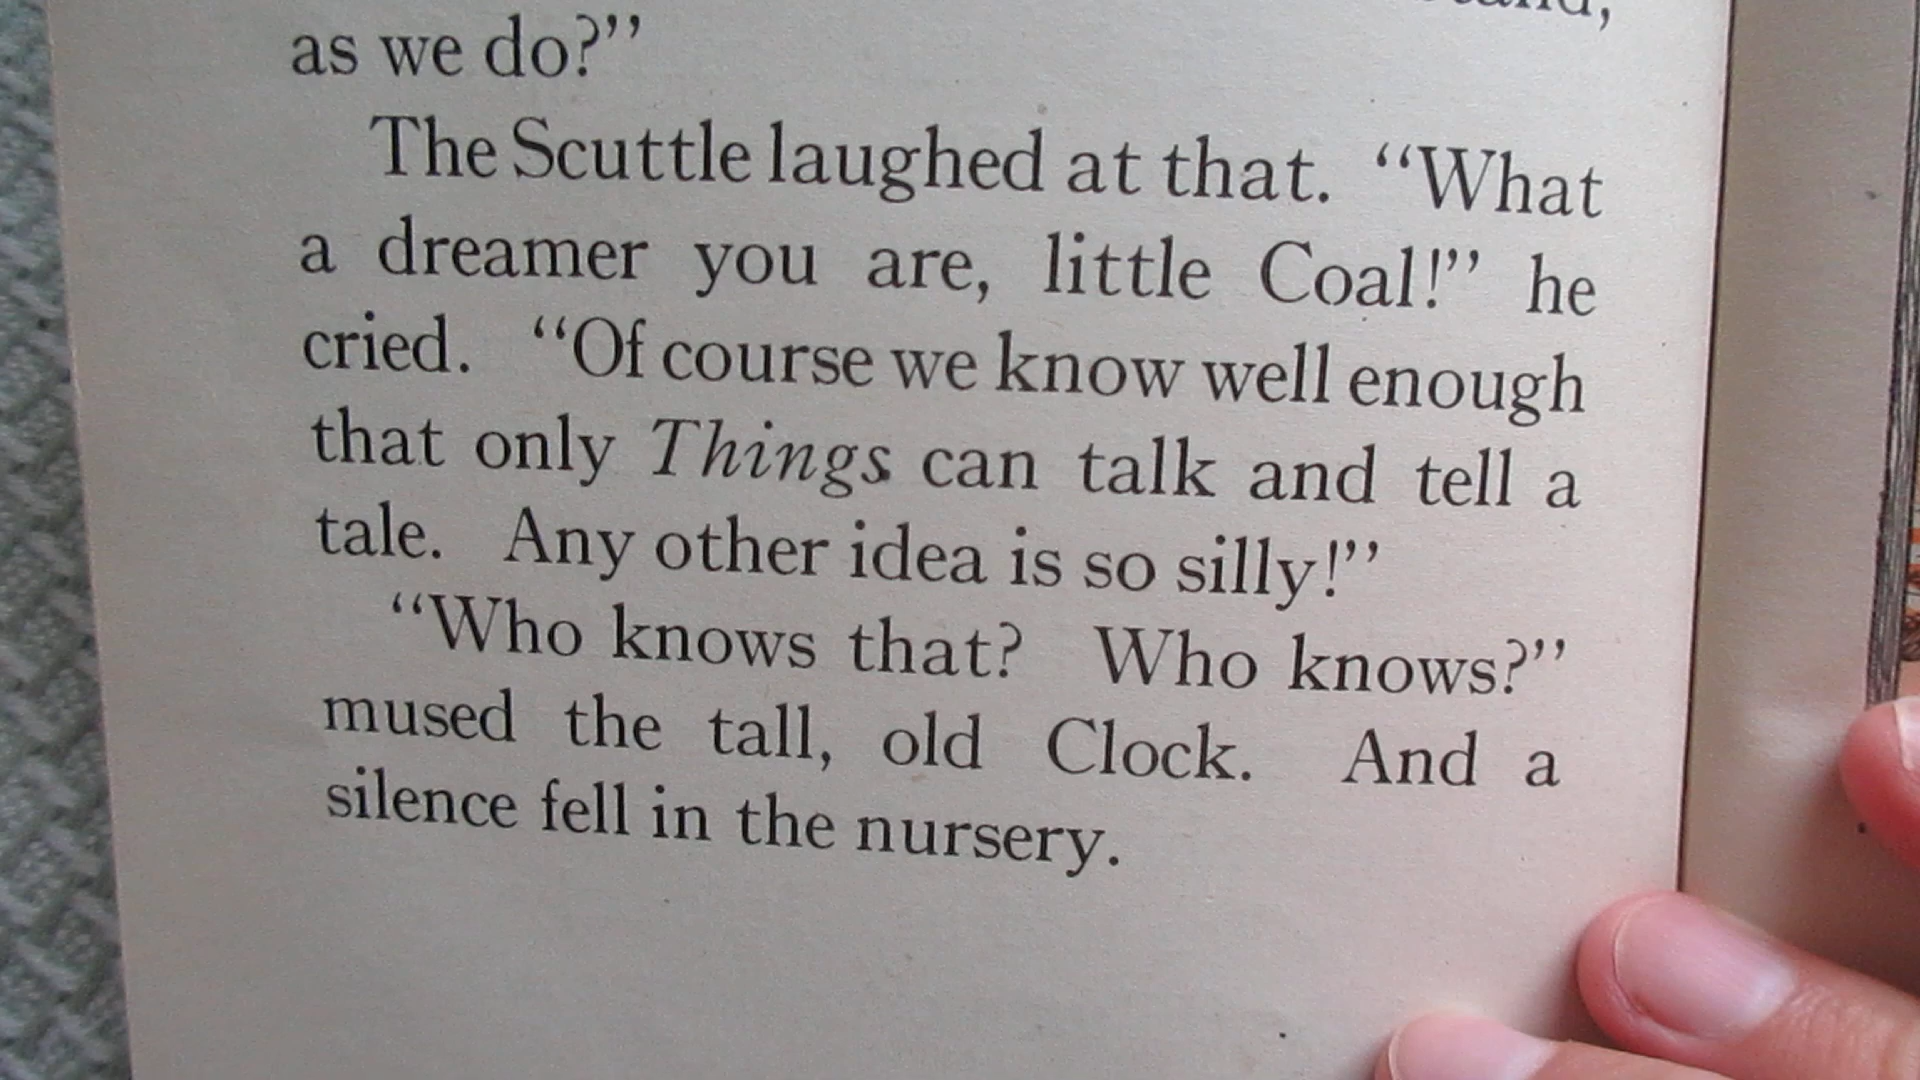 as we do?”
The Scuttle laughed at that. “What
a dreamer you are, little Coal!” he
cried. “Of course we know well enough
that only Things can talk and tell a
tale. Any other idea is so silly!”
“Who knows that? Who knows?”
mused the tall, old Clock. And a
silence fell in the nursery.